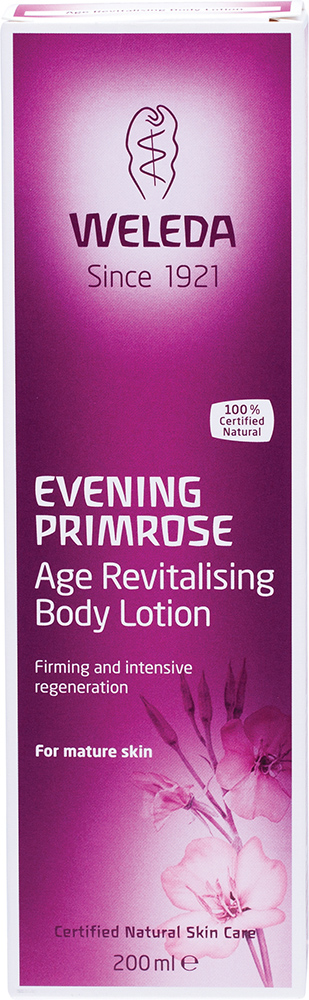 Age Revitalising Body Lotion
WELEDA
Since 1921
100%
Certified
Natural
EVENING
PRIMROSE
Age Revitalising
Body Lotion
Firming and intensive
regeneration
For mature skin
Certified Natural Skin Care
200 ml ℮